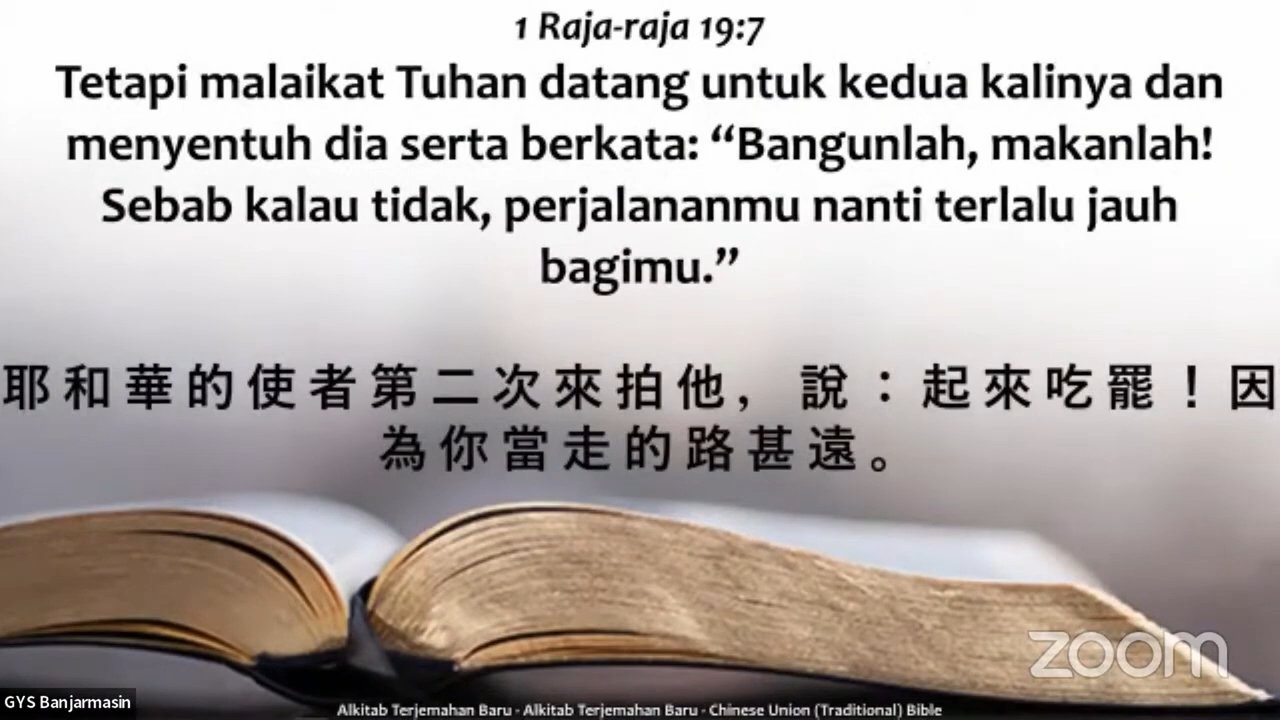 1 Raja-raja 19:7
Tetapi malaikat Tuhan datang untuk kedua kalinya dan
menyentuh dia serta berkata: “Bangunlah, makanlah!
Sebab kalau tidak, perjalananmu nanti terlalu jauh
bagimu.”
耶和華的使者第二次來拍他，說：起來吃罷！因
為你當走的路甚遠。
zoom
GYS Banjarmasin
Alkitab Terjemahan Baru - Alkitab Terjemahan Baru - Chinese Union (Traditional) Bible